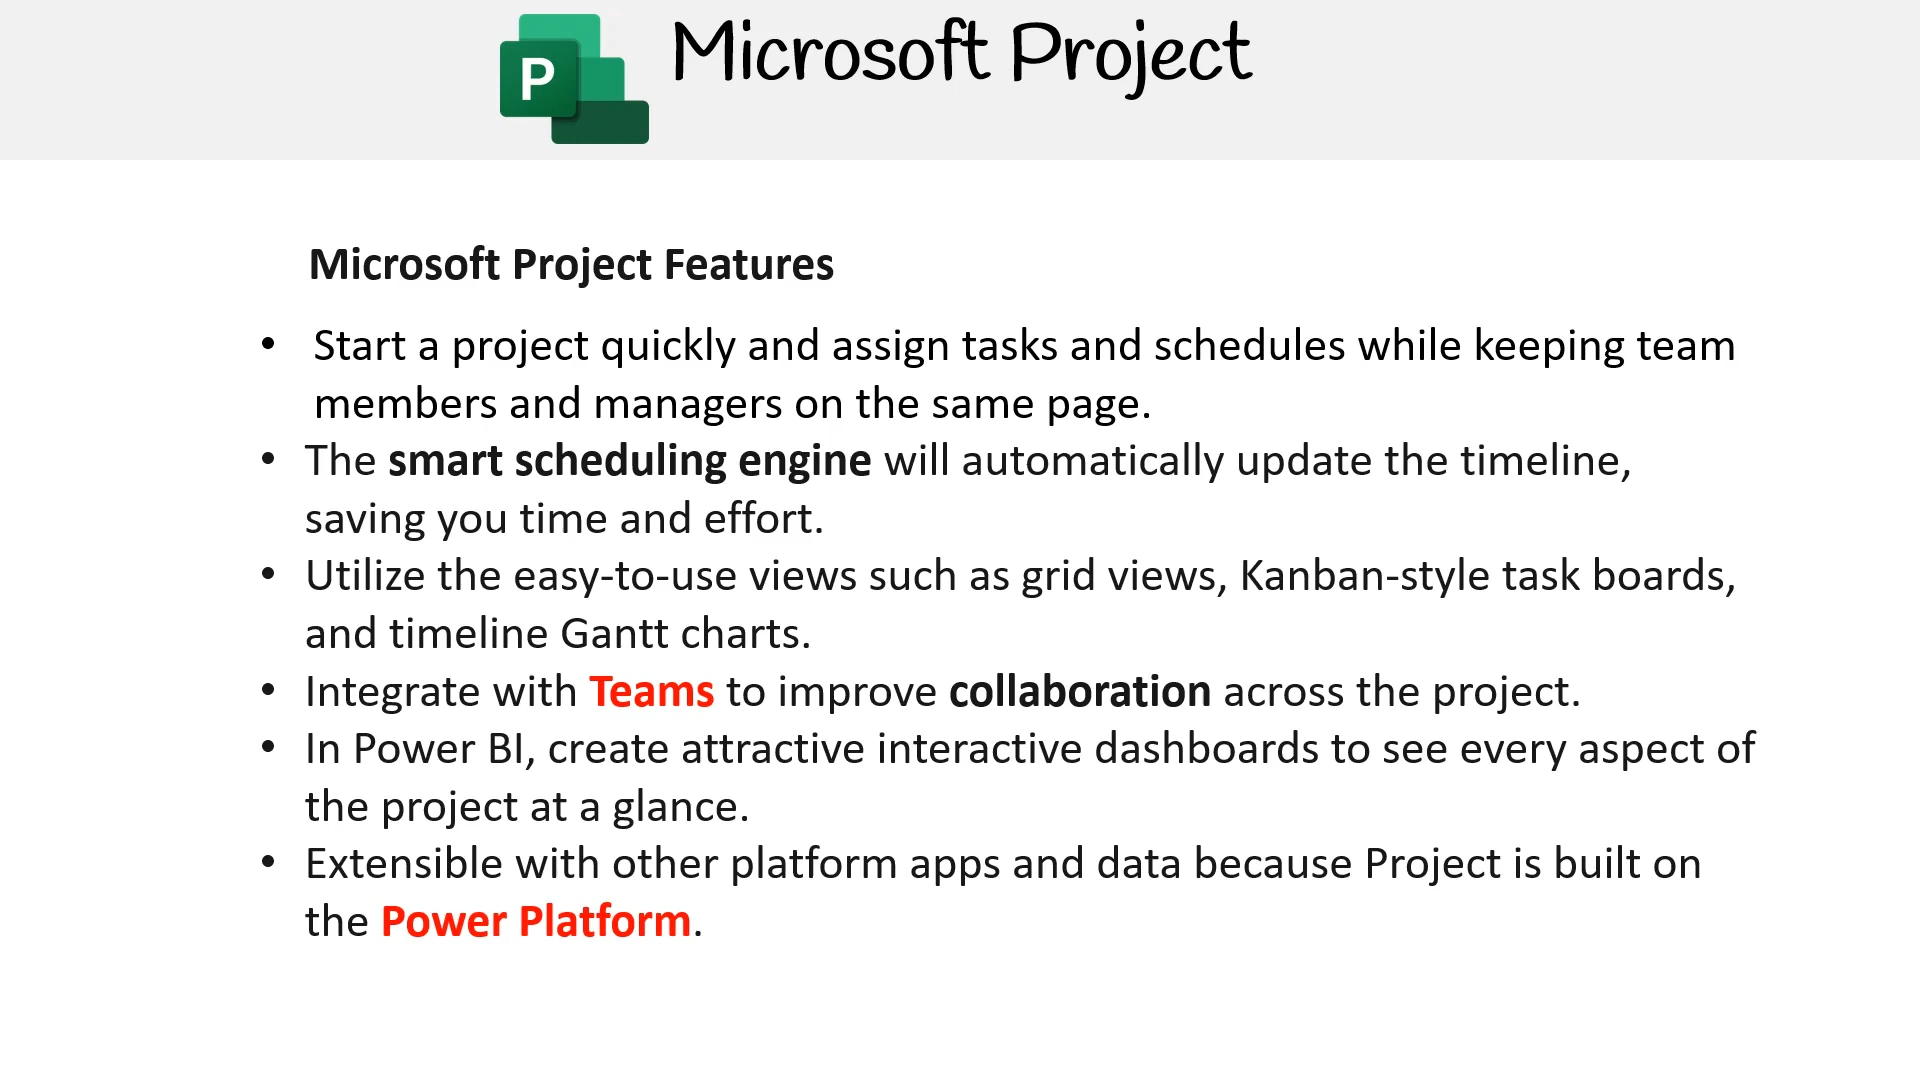 P
Microsoft Project
Microsoft Project Features
• Start a project quickly and assign tasks and schedules while keeping team
members and managers on the same page.
• The smart scheduling engine will automatically update the timeline,
saving you time and effort.
• Utilize the easy-to-use views such as grid views, Kanban-style task boards,
and timeline Gantt charts.
• Integrate with Teams to improve collaboration across the project.
• In Power BI, create attractive interactive dashboards to see every aspect of
the project at a glance.
• Extensible with other platform apps and data because Project is built on
the Power Platform.